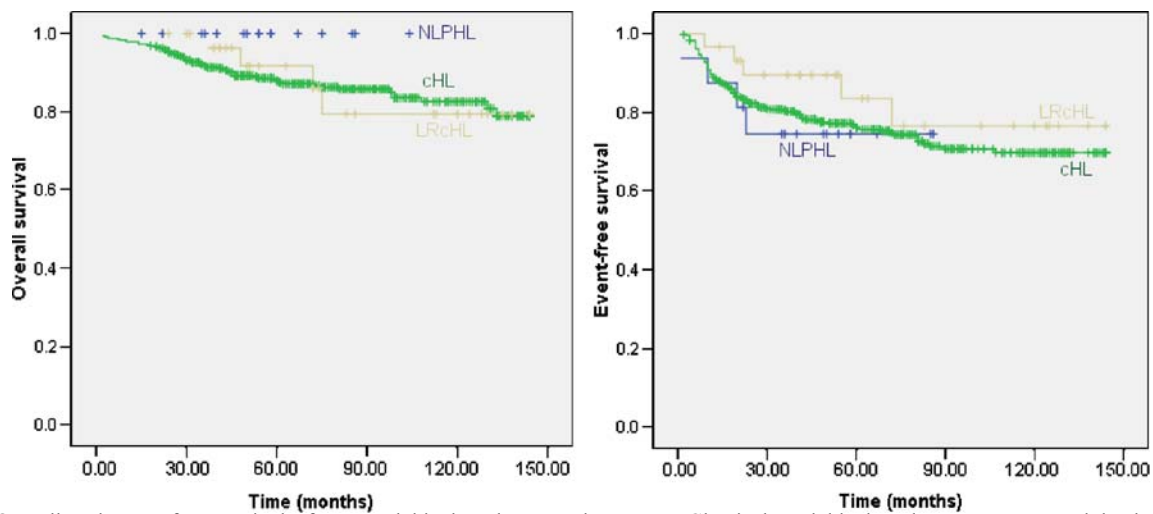 1.0
0.8
0.6
0.4
0.2
0.0
Overall survival
NLPHL
cHL
LRcHL
0.00 30.00 60.00 90.00 120.00 150.00
Time (months)
1.0
0.8
0.6
0.4
0.2
0.0
Event-free survival
LRcHL
NLPHL
cHL
0.00 30.00 60.00 90.00 120.00 150.00
Time (months)